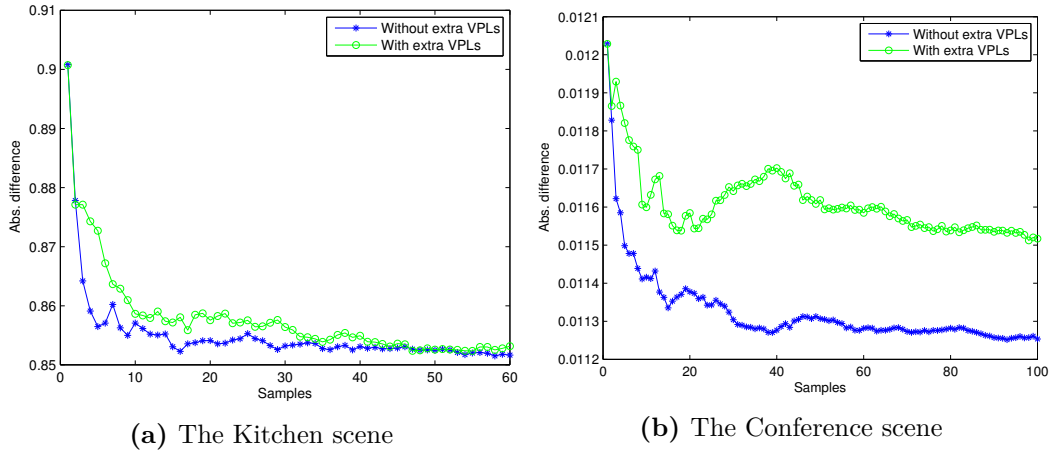 0.91
0.9
0.89
0.88
0.87
0.86
0.85
Abs. difference
0 10 20 30 40 50 60
Samples
Without extra VPLs
With extra VPLs
(a) The Kitchen scene
0.0121
0.012
0.0119
0.0118
0.0117
0.0116
0.0115
0.0114
0.0113
0.0112
Abs. difference
0 20 40 60 80 100
Samples
Without extra VPLs
With extra VPLs
(b) The Conference scene